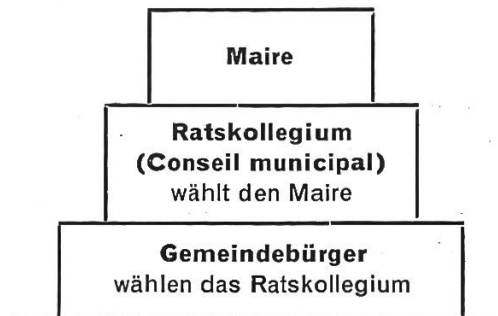 Maire
Ratskollegium
(Conseil municipal)
wählt den Maire
Gemeindebürger
wählen das Ratskollegium